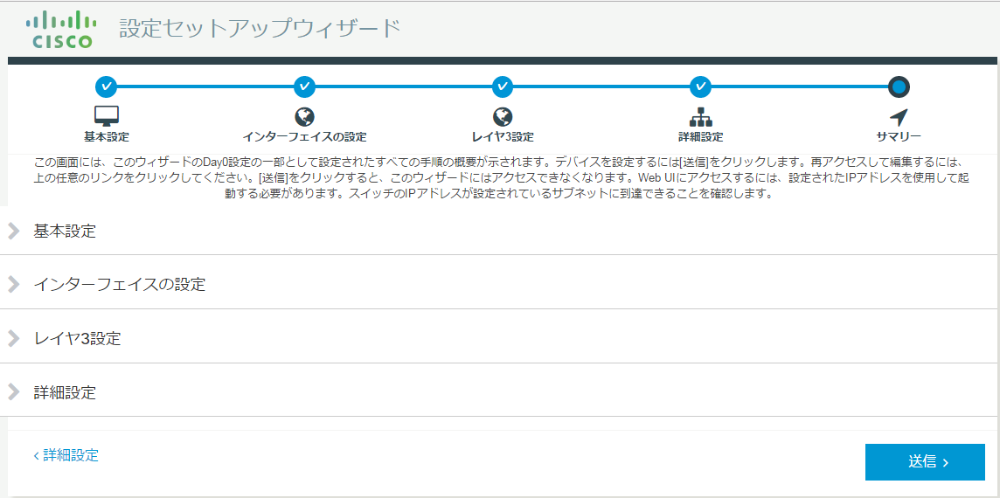 CISCO
設定セットアップウィザード
基本設定
インターフェイスの設定
レイヤ3設定
詳細設定
サマリー
この画面には、このウィザードのDay0設定の一部として設定されたすべての手順の概要が示されます。デバイスを設定するには[送信]をクリックします。再アクセスして編集するには、
上の任意のリンクをクリックしてください。[送信]をクリックすると、このウィザードにはアクセスできなくなります。Web UIにアクセスするには、設定されたIPアドレスを使用して起
動する必要があります。スイッチのIPアドレスが設定されているサブネットに到達できることを確認します。
基本設定
インターフェイスの設定
レイヤ3設定
詳細設定
‹ 詳細設定
送信 ›